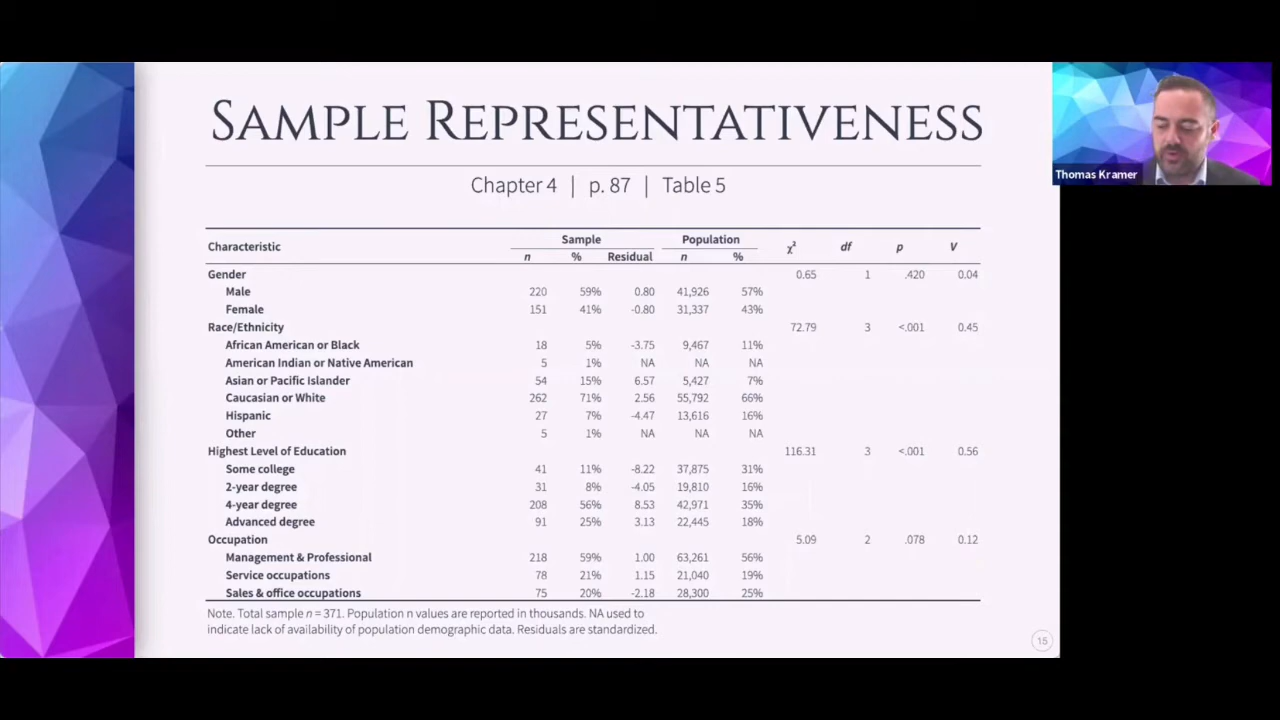 SAMPLE REPRESENTATIVENESS
Thomas Kramer
Chapter 4 | p. 87 | Table 5
Characteristic Sample Population χ² df p V
n % Residual n %
Gender 0.65 1 .420 0.04
Male 220 59% 0.80 41,926 57%
Female 151 41% -0.80 31,337 43%
Race/Ethnicity 72.79 3 <.001 0.45
African American or Black 18 5% -3.75 9,467 11%
American Indian or Native American 5 1% NA NA NA
Asian or Pacific Islander 54 15% 6.57 5,427 7%
Caucasian or White 262 71% 2.56 55,792 66%
Hispanic 27 7% -4.47 13,616 16%
Other 5 1% NA NA NA
Highest Level of Education 116.31 3 <.001 0.56
Some college 41 11% -8.22 37,875 31%
2-year degree 31 8% -4.05 19,810 16%
4-year degree 208 56% 8.53 42,971 35%
Advanced degree 91 25% 3.13 22,445 18%
Occupation 5.09 2 .078 0.12
Management & Professional 218 59% 1.00 63,261 56%
Service occupations 78 21% 1.15 21,040 19%
Sales & office occupations 75 20% -2.18 28,300 25%
Note. Total sample n = 371. Population n values are reported in thousands. NA used to
indicate lack of availability of population demographic data. Residuals are standardized.
15